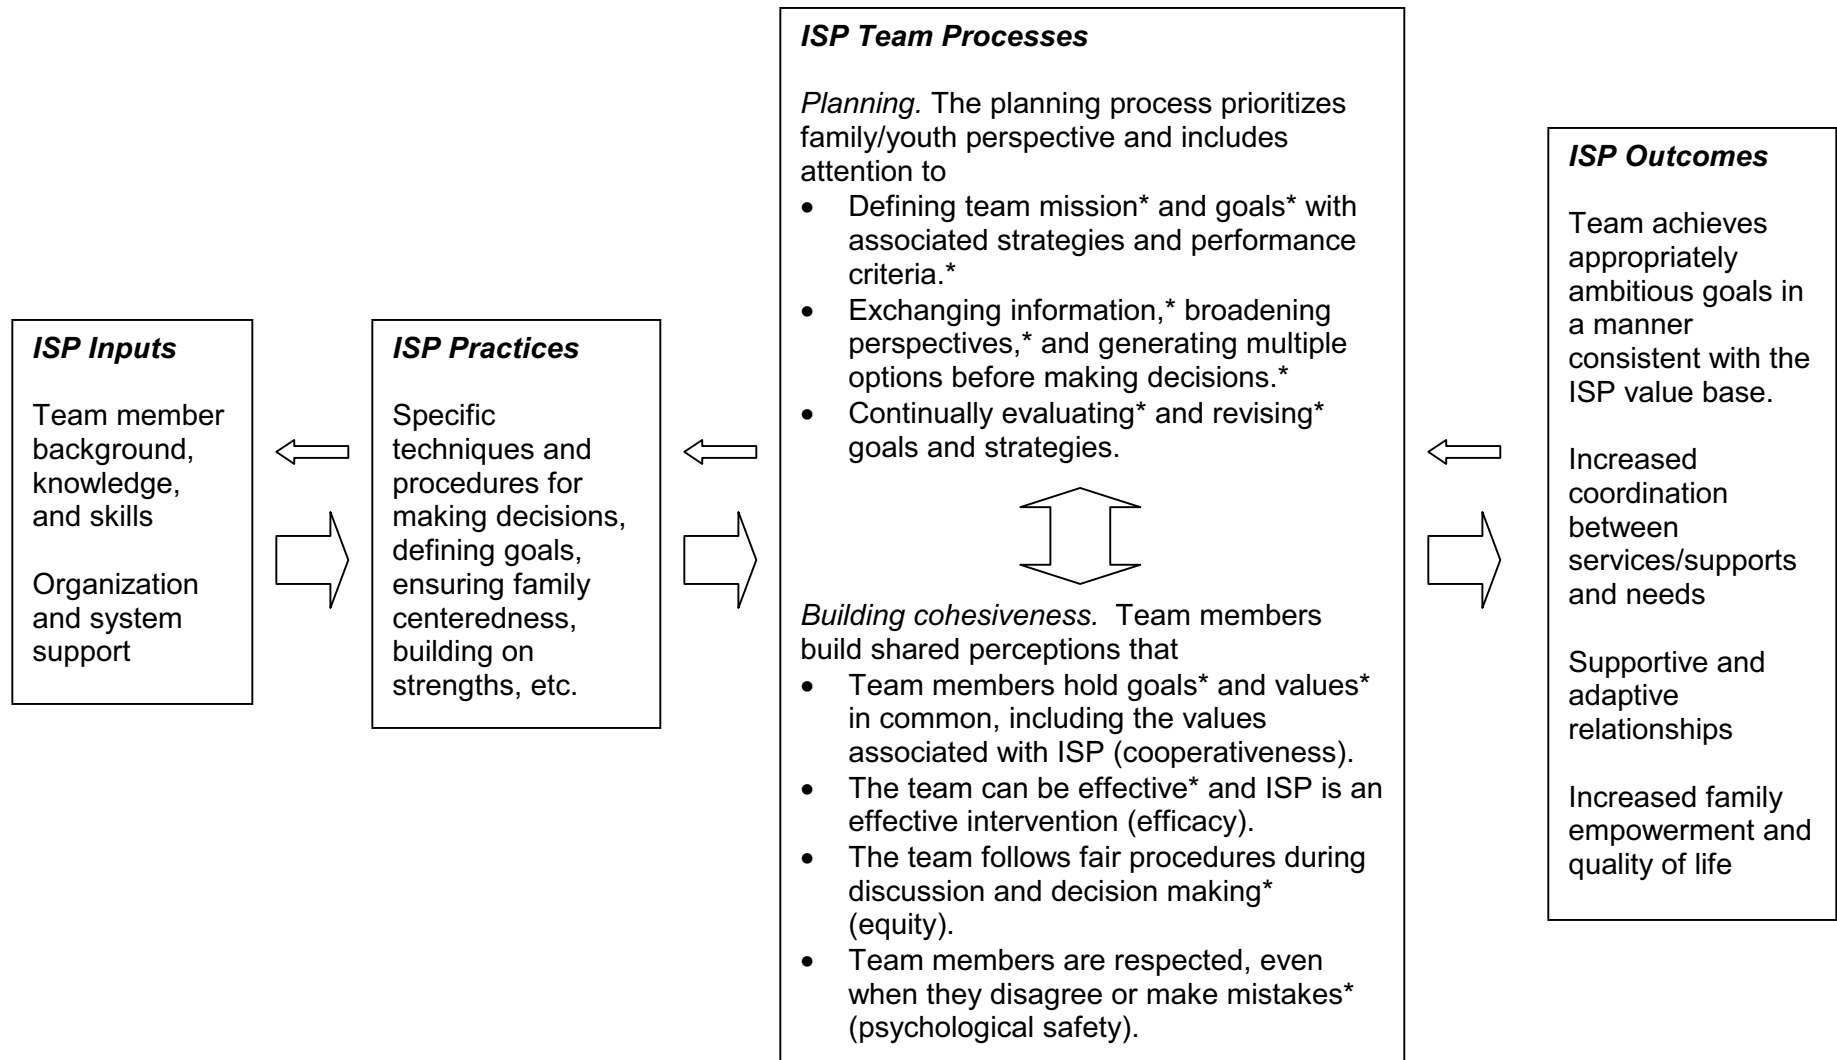 ISP Inputs
Team member
background,
knowledge,
and skills
Organization
and system
support
ISP Practices
Specific
techniques and
procedures for
making decisions,
defining goals,
ensuring family
centeredness,
building on
strengths, etc.
ISP Team Processes
Planning. The planning process prioritizes
family/youth perspective and includes
attention to
• Defining team mission* and goals* with
associated strategies and performance
criteria.*
• Exchanging information,* broadening
perspectives,* and generating multiple
options before making decisions.*
• Continually evaluating* and revising*
goals and strategies.
Building cohesiveness.  Team members
build shared perceptions that
• Team members hold goals* and values*
in common, including the values
associated with ISP (cooperativeness).
• The team can be effective* and ISP is an
effective intervention (efficacy).
• The team follows fair procedures during
discussion and decision making*
(equity).
• Team members are respected, even
when they disagree or make mistakes*
(psychological safety).
ISP Outcomes
Team achieves
appropriately
ambitious goals in
a manner
consistent with the
ISP value base.
Increased
coordination
between
services/supports
and needs
Supportive and
adaptive
relationships
Increased family
empowerment and
quality of life